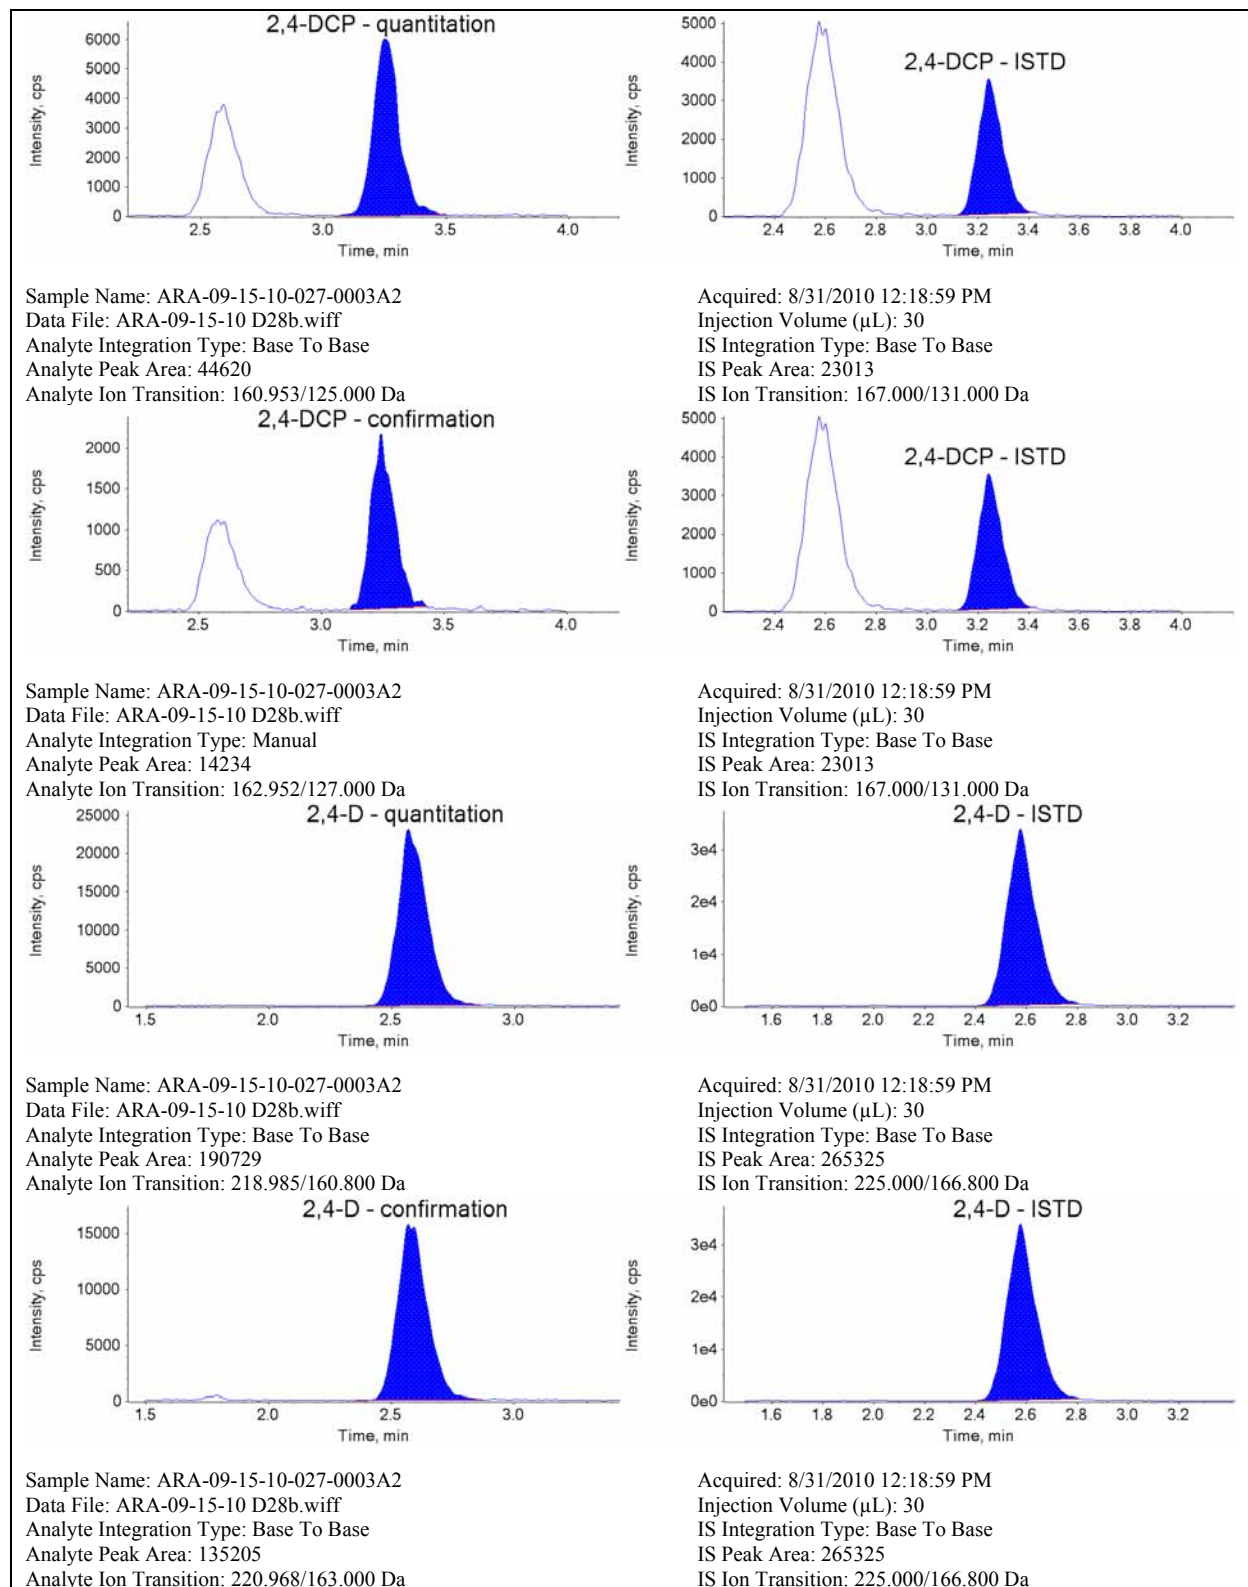 2,4-DCP - quantitation
6000
5000
4000
3000
2000
1000
0
Intensity, cps
2.5 3.0 3.5 4.0
Time, min
2,4-DCP - ISTD
5000
4000
3000
2000
1000
0
Intensity, cps
2.4 2.6 2.8 3.0 3.2 3.4 3.6 3.8 4.0
Time, min
Sample Name: ARA-09-15-10-027-0003A2
Data File: ARA-09-15-10 D28b.wiff
Analyte Integration Type: Base To Base
Analyte Peak Area: 44620
Analyte Ion Transition: 160.953/125.000 Da
Acquired: 8/31/2010 12:18:59 PM
Injection Volume (µL): 30
IS Integration Type: Base To Base
IS Peak Area: 23013
IS Ion Transition: 167.000/131.000 Da
2,4-DCP - confirmation
2000
1500
1000
500
0
Intensity, cps
2.5 3.0 3.5 4.0
Time, min
2,4-DCP - ISTD
5000
4000
3000
2000
1000
0
Intensity, cps
2.4 2.6 2.8 3.0 3.2 3.4 3.6 3.8 4.0
Time, min
Sample Name: ARA-09-15-10-027-0003A2
Data File: ARA-09-15-10 D28b.wiff
Analyte Integration Type: Manual
Analyte Peak Area: 14234
Analyte Ion Transition: 162.952/127.000 Da
Acquired: 8/31/2010 12:18:59 PM
Injection Volume (µL): 30
IS Integration Type: Base To Base
IS Peak Area: 23013
IS Ion Transition: 167.000/131.000 Da
2,4-D - quantitation
25000
20000
15000
10000
5000
0
Intensity, cps
1.5 2.0 2.5 3.0
Time, min
2,4-D - ISTD
3e4
2e4
1e4
0e0
Intensity, cps
1.6 1.8 2.0 2.2 2.4 2.6 2.8 3.0 3.2
Time, min
Sample Name: ARA-09-15-10-027-0003A2
Data File: ARA-09-15-10 D28b.wiff
Analyte Integration Type: Base To Base
Analyte Peak Area: 190729
Analyte Ion Transition: 218.985/160.800 Da
Acquired: 8/31/2010 12:18:59 PM
Injection Volume (µL): 30
IS Integration Type: Base To Base
IS Peak Area: 265325
IS Ion Transition: 225.000/166.800 Da
2,4-D - confirmation
15000
10000
5000
0
Intensity, cps
1.5 2.0 2.5 3.0
Time, min
2,4-D - ISTD
3e4
2e4
1e4
0e0
Intensity, cps
1.6 1.8 2.0 2.2 2.4 2.6 2.8 3.0 3.2
Time, min
Sample Name: ARA-09-15-10-027-0003A2
Data File: ARA-09-15-10 D28b.wiff
Analyte Integration Type: Base To Base
Analyte Peak Area: 135205
Analyte Ion Transition: 220.968/163.000 Da
Acquired: 8/31/2010 12:18:59 PM
Injection Volume (µL): 30
IS Integration Type: Base To Base
IS Peak Area: 265325
IS Ion Transition: 225.000/166.800 Da